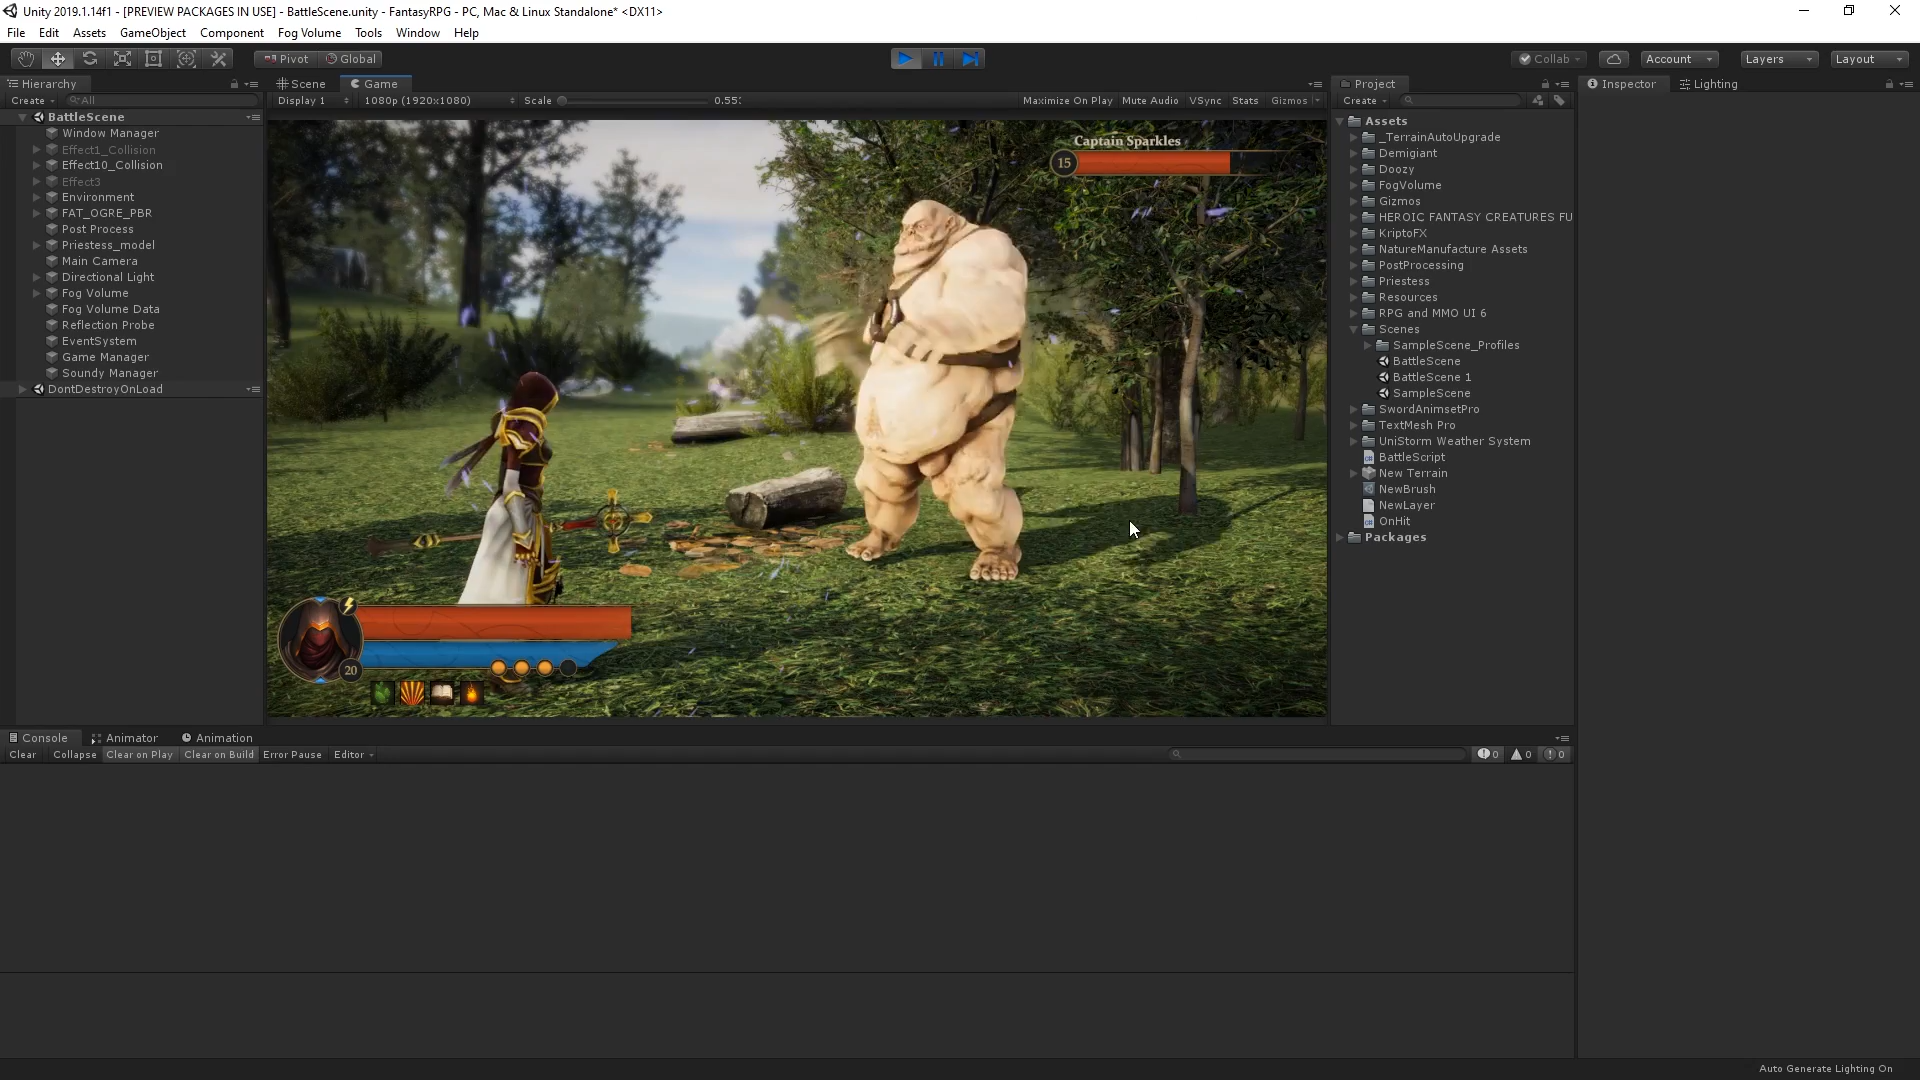 Unity 2019.1.14f1 - [PREVIEW PACKAGES IN USE] - BattleScene.unity - FantasyRPG - PC, Mac & Linux Standalone* <DX11>
File Edit Assets GameObject Component Fog Volume Tools Window Help
Pivot Global Collab Account Layers Layout
Hierarchy Scene Game Project Inspector Lighting
Create All Display 1 1080p (1920x1080) Scale 0.55: Maximize On Play Mute Audio VSync Stats Gizmos Create
BattleScene
Window Manager
Effect1_Collision
Effect10_Collision
Effect3
Environment
FAT_OGRE_PBR
Post Process
Priestess_model
Main Camera
Directional Light
Fog Volume
Fog Volume Data
Reflection Probe
EventSystem
Game Manager
Soundy Manager
DontDestroyOnLoad
Captain Sparkles
15
20
Assets
_TerrainAutoUpgrade
Demigiant
Doozy
FogVolume
Gizmos
HEROIC FANTASY CREATURES FU
KriptoFX
NatureManufacture Assets
PostProcessing
Priestess
Resources
RPG and MMO UI 6
Scenes
SampleScene_Profiles
BattleScene
BattleScene 1
SampleScene
SwordAnimsetPro
TextMesh Pro
UniStorm Weather System
BattleScript
New Terrain
NewBrush
NewLayer
OnHit
Packages
Console Animator Animation
Clear Collapse Clear on Play Clear on Build Error Pause Editor 0 0 0
Auto Generate Lighting On